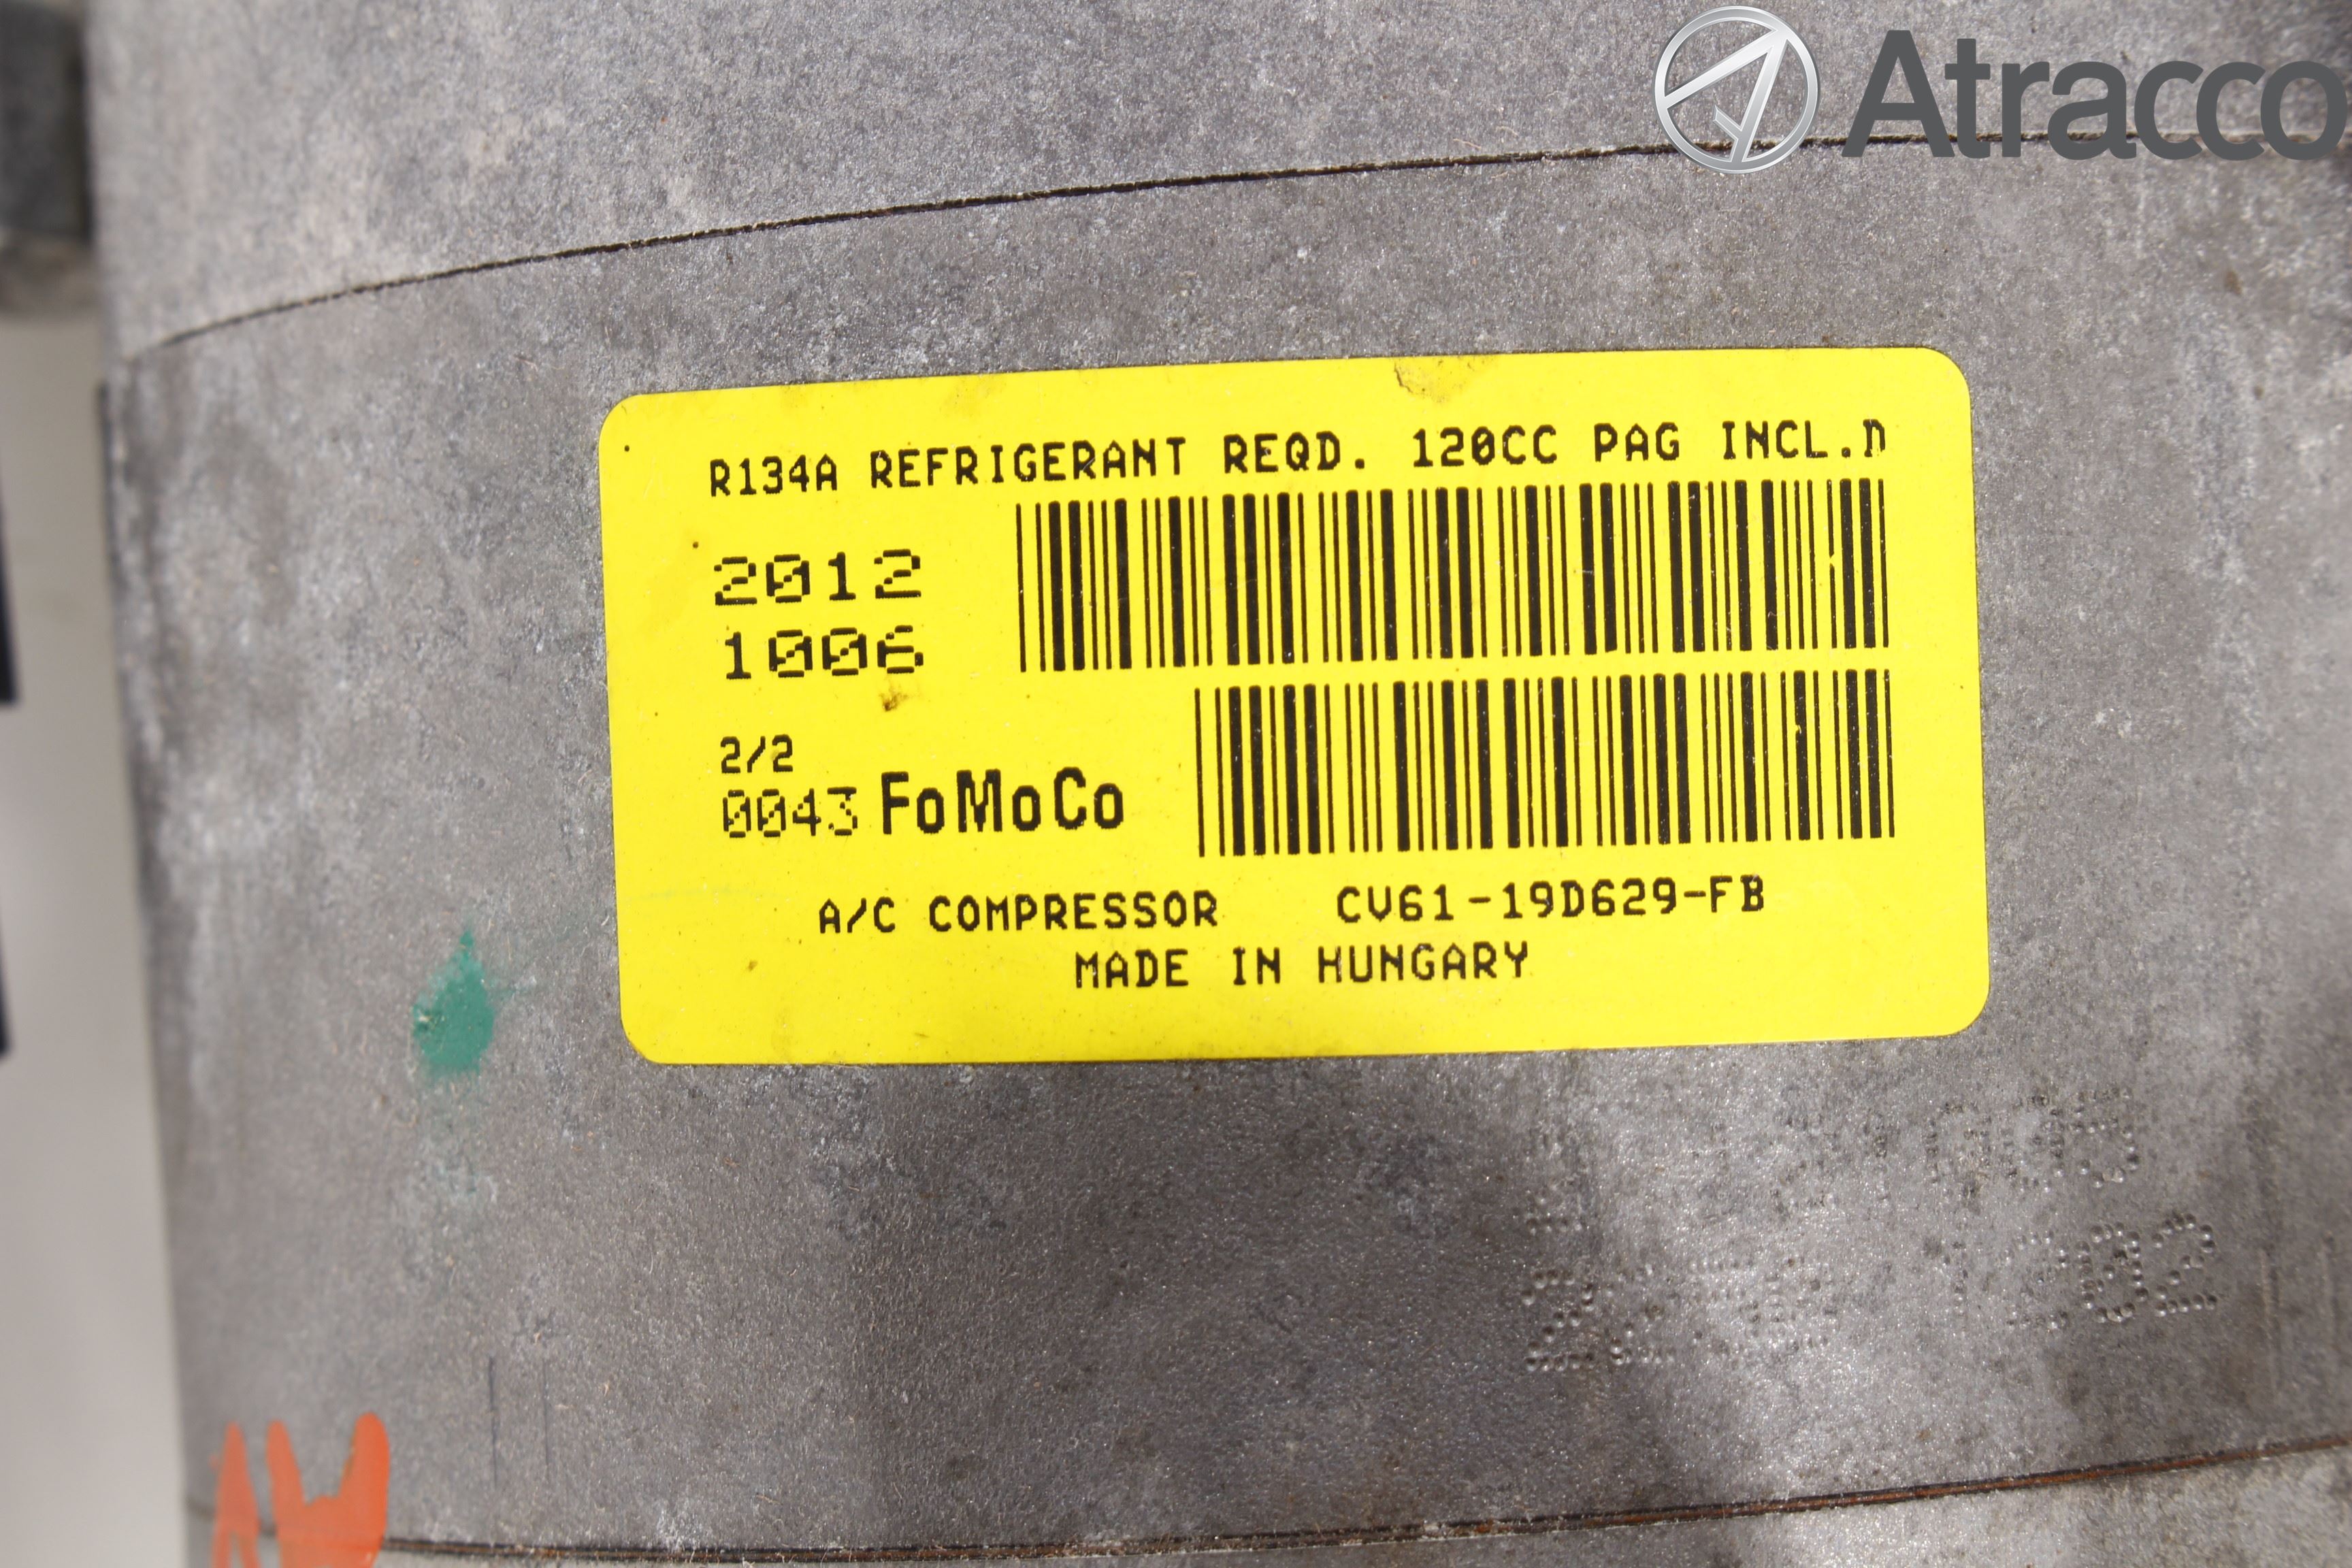 Atracco
R134A REFRIGERANT REQD. 120CC PAG INCL.D
2012
1006
2/2
0043 FoMoCo
A/C COMPRESSOR CV61-19D629-FB
MADE IN HUNGARY